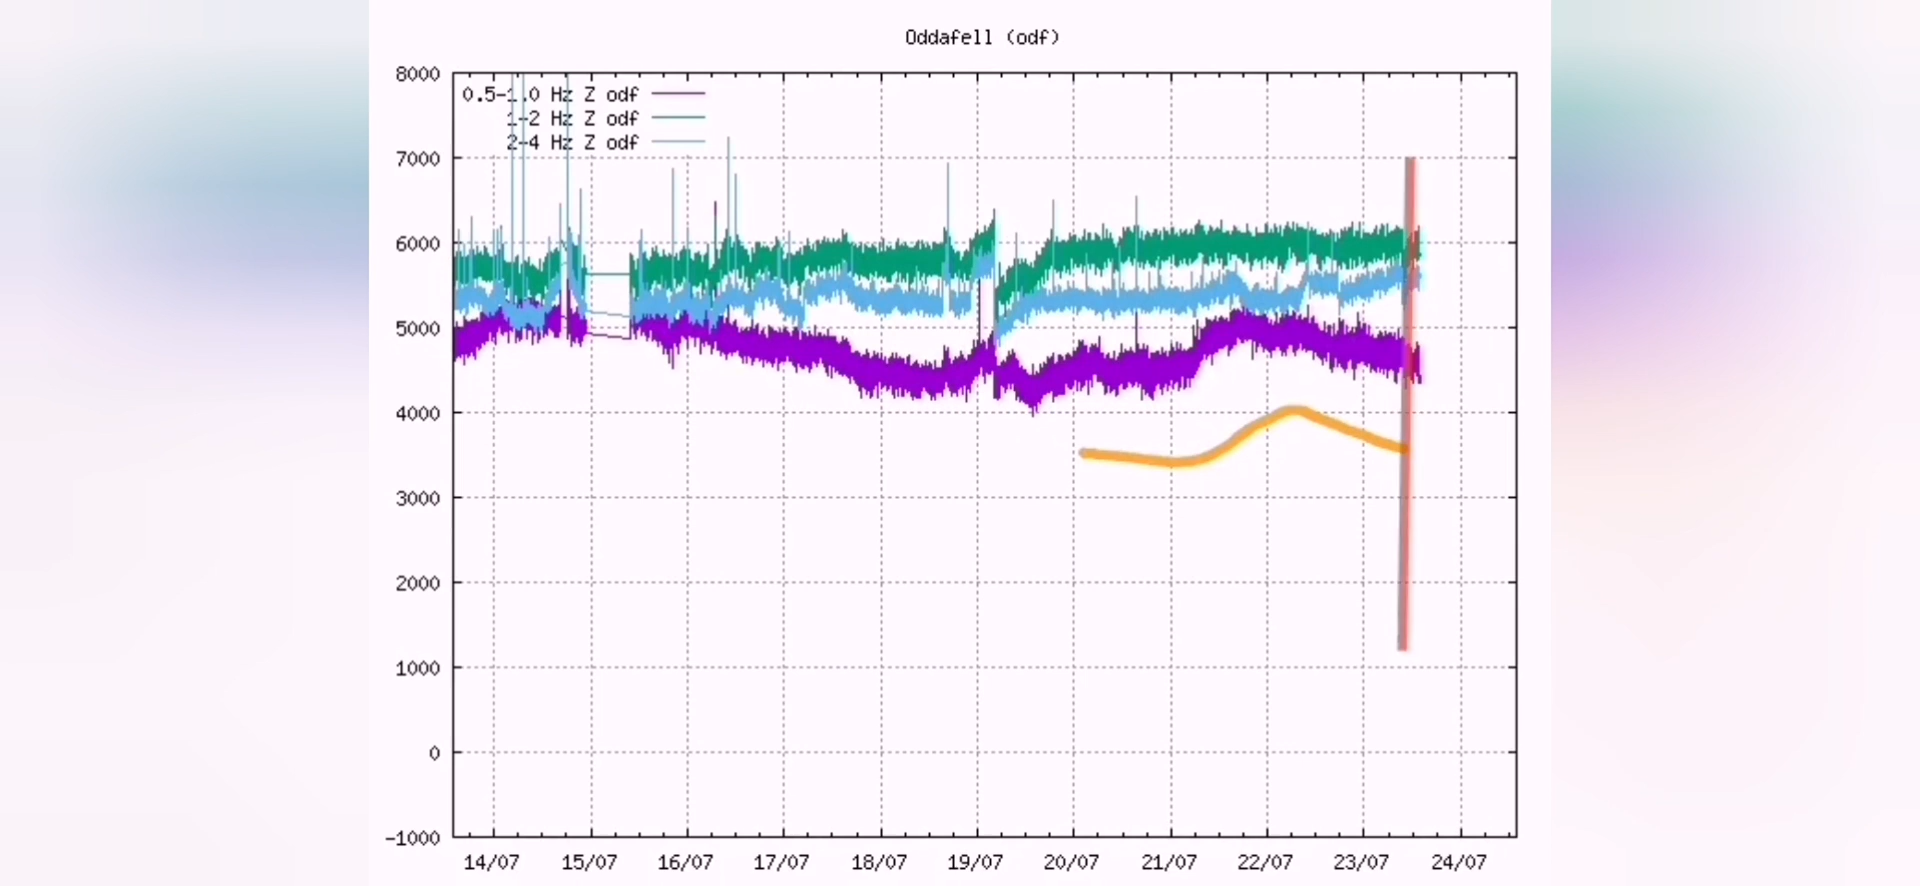 Oddafell (odf)
8000
0.5-1.0 Hz Z odf
1-2 Hz Z odf
2-4 Hz Z odf
7000
6000
5000
4000
3000
2000
1000
0
-1000
14/07 15/07 16/07 17/07 18/07 19/07 20/07 21/07 22/07 23/07 24/07